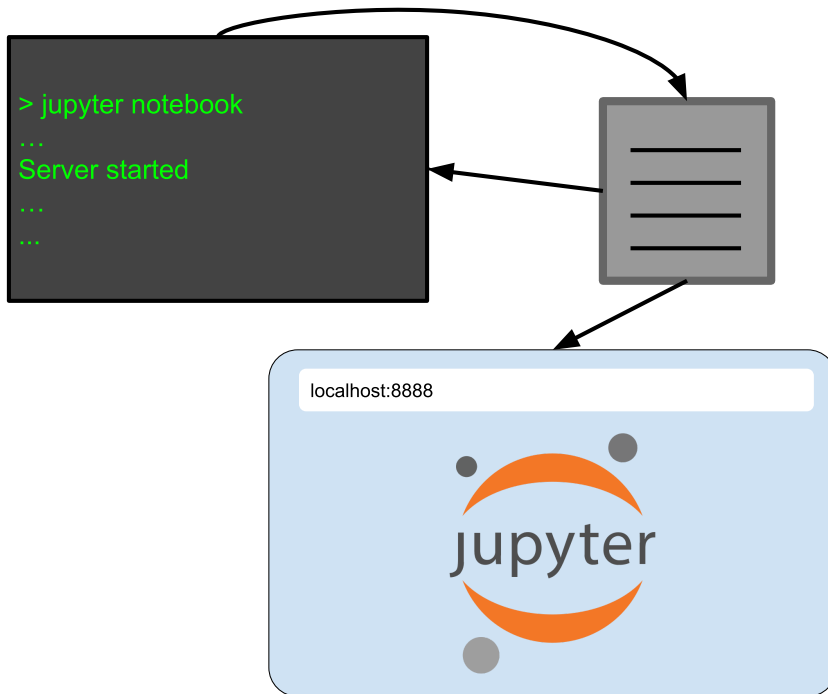 > jupyter notebook
…
Server started
…
...
localhost:8888
jupyter